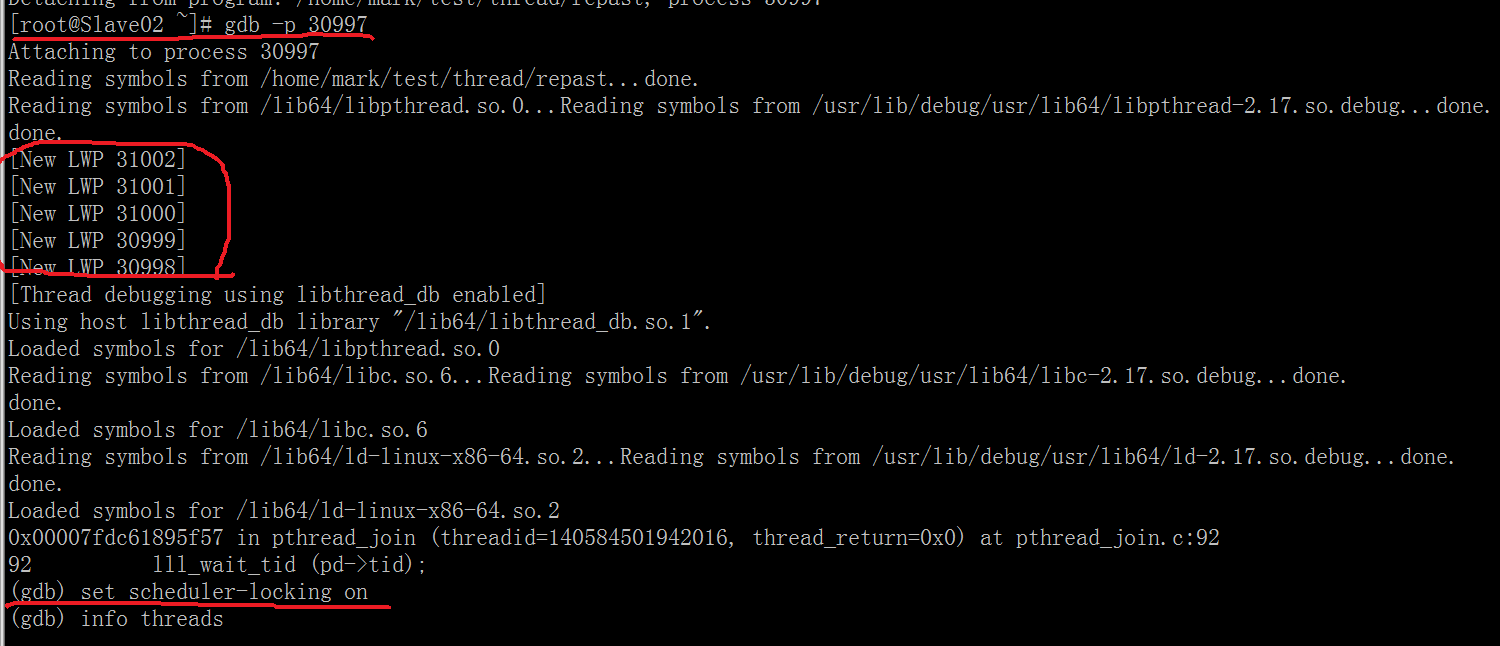 Detaching from program: /home/mark/test/thread/repast, process 30997
[root@Slave02 ~]# gdb -p 30997
Attaching to process 30997
Reading symbols from /home/mark/test/thread/repast...done.
Reading symbols from /lib64/libpthread.so.0...Reading symbols from /usr/lib/debug/usr/lib64/libpthread-2.17.so.debug...done.
done.
[New LWP 31002]
[New LWP 31001]
[New LWP 31000]
[New LWP 30999]
[New LWP 30998]
[Thread debugging using libthread_db enabled]
Using host libthread_db library "/lib64/libthread_db.so.1".
Loaded symbols for /lib64/libpthread.so.0
Reading symbols from /lib64/libc.so.6...Reading symbols from /usr/lib/debug/usr/lib64/libc-2.17.so.debug...done.
done.
Loaded symbols for /lib64/libc.so.6
Reading symbols from /lib64/ld-linux-x86-64.so.2...Reading symbols from /usr/lib/debug/usr/lib64/ld-2.17.so.debug...done.
done.
Loaded symbols for /lib64/ld-linux-x86-64.so.2
0x00007fdc61895f57 in pthread_join (threadid=140584501942016, thread_return=0x0) at pthread_join.c:92
92 lll_wait_tid (pd->tid);
(gdb) set scheduler-locking on
(gdb) info threads